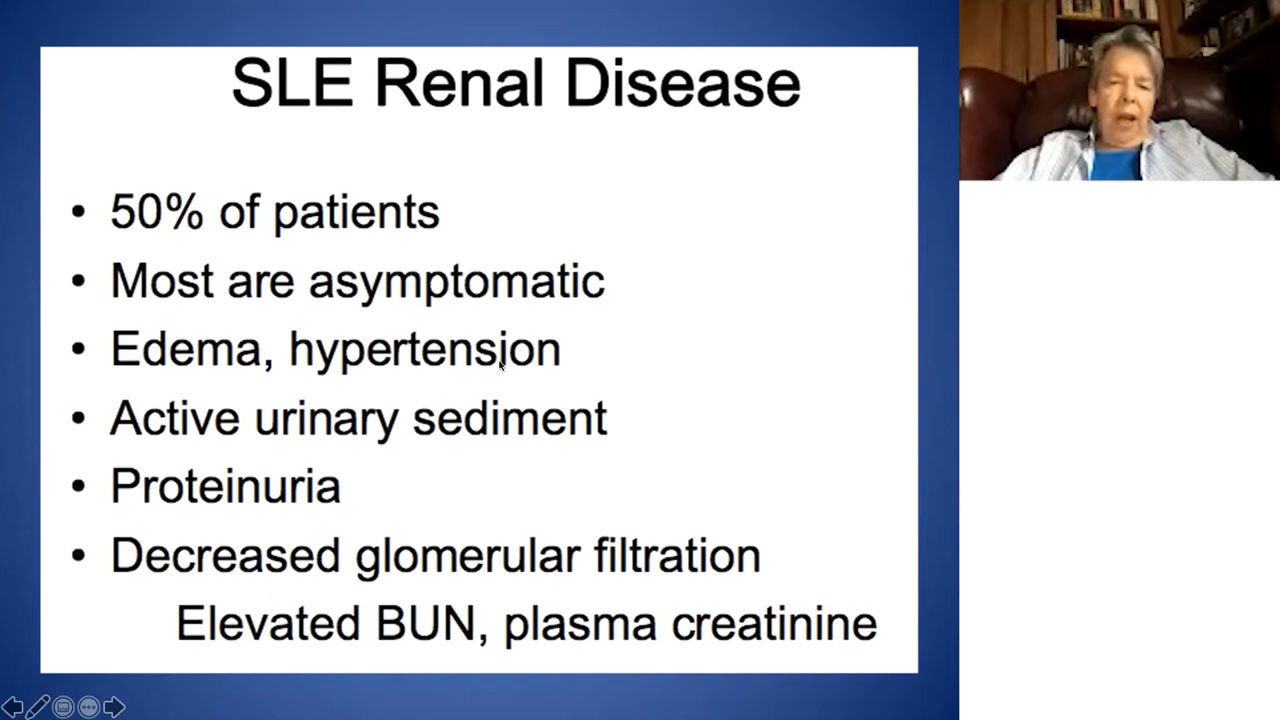 SLE Renal Disease
• 50% of patients
• Most are asymptomatic
• Edema, hypertension
• Active urinary sediment
• Proteinuria
• Decreased glomerular filtration
Elevated BUN, plasma creatinine